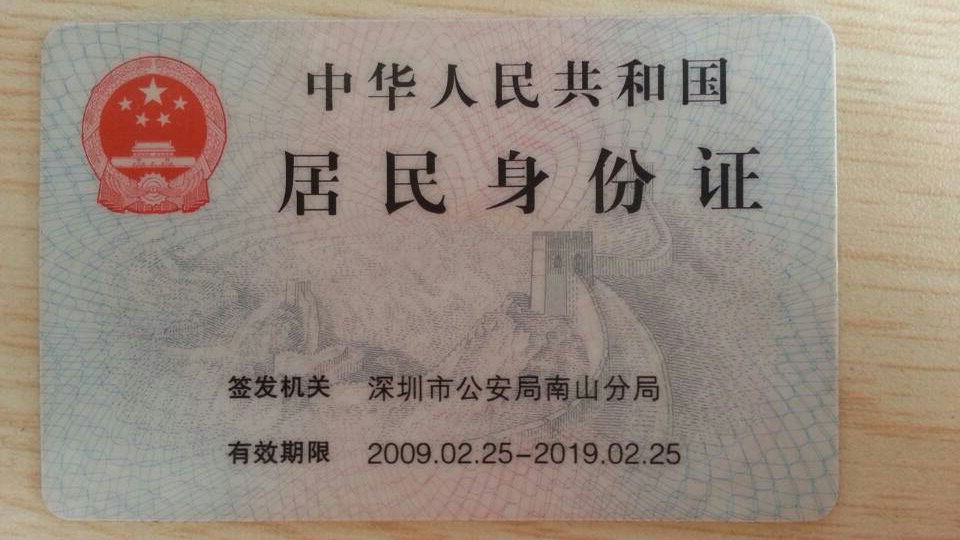 中华人民共和国
居民身份证
签发机关 深圳市公安局南山分局
有效期限 2009.02.25-2019.02.25